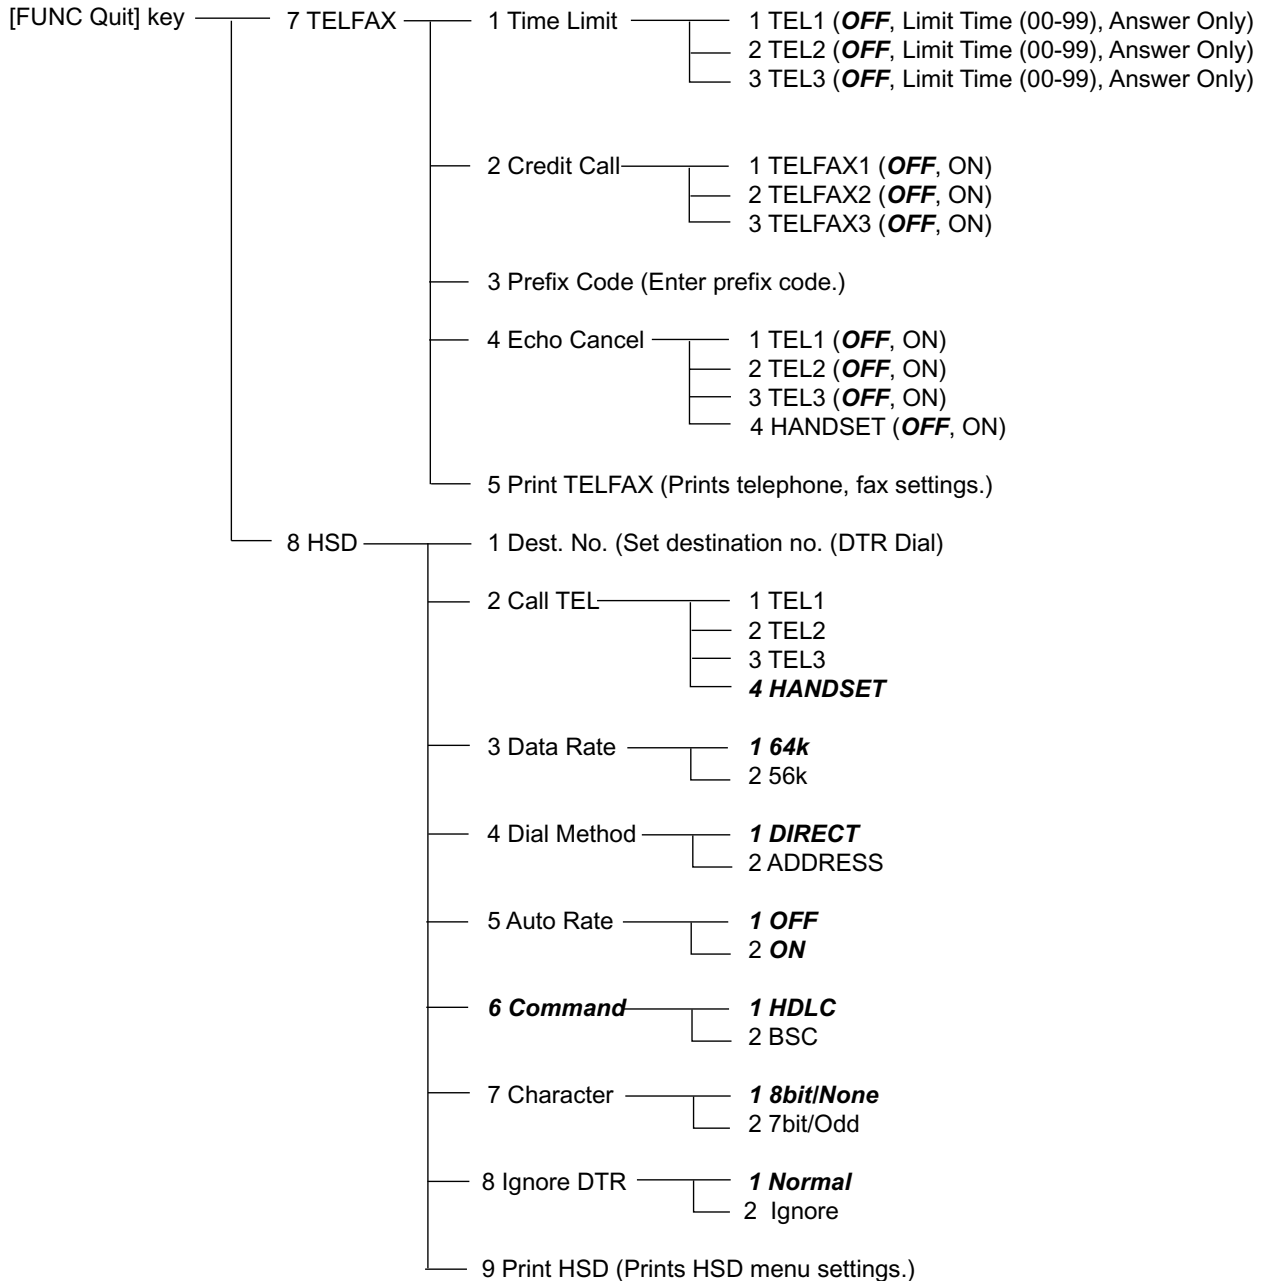 [FUNC Quit] key 7 TELFAX 1 Time Limit 1 TEL1 (OFF, Limit Time (00-99), Answer Only)
2 TEL2 (OFF, Limit Time (00-99), Answer Only)
3 TEL3 (OFF, Limit Time (00-99), Answer Only)
2 Credit Call 1 TELFAX1 (OFF, ON)
2 TELFAX2 (OFF, ON)
3 TELFAX3 (OFF, ON)
3 Prefix Code (Enter prefix code.)
4 Echo Cancel 1 TEL1 (OFF, ON)
2 TEL2 (OFF, ON)
3 TEL3 (OFF, ON)
4 HANDSET (OFF, ON)
5 Print TELFAX (Prints telephone, fax settings.)
8 HSD 1 Dest. No. (Set destination no. (DTR Dial)
2 Call TEL 1 TEL1
2 TEL2
3 TEL3
4 HANDSET
3 Data Rate 1 64k
2 56k
4 Dial Method 1 DIRECT
2 ADDRESS
5 Auto Rate 1 OFF
2 ON
6 Command 1 HDLC
2 BSC
7 Character 1 8bit/None
2 7bit/Odd
8 Ignore DTR 1 Normal
2 Ignore
9 Print HSD (Prints HSD menu settings.)